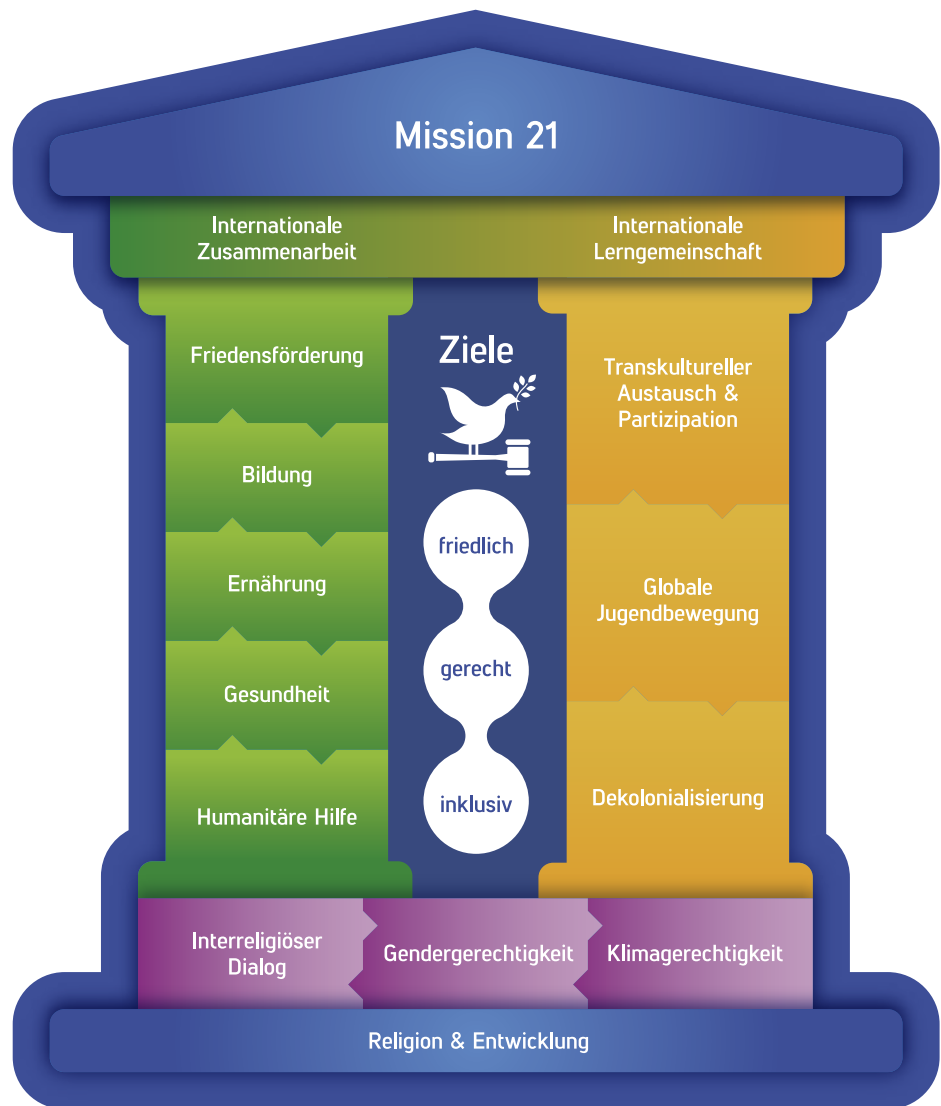 Mission 21
Internationale
Zusammenarbeit
Internationale
Lerngemeinschaft
Friedensförderung
Bildung
Ernährung
Gesundheit
Humanitäre Hilfe
Ziele
friedlich
gerecht
inklusiv
Transkultureller
Austausch &
Partizipation
Globale
Jugendbewegung
Dekolonialisierung
Interreligiöser
Dialog
Gendergerechtigkeit
Klimagerechtigkeit
Religion & Entwicklung